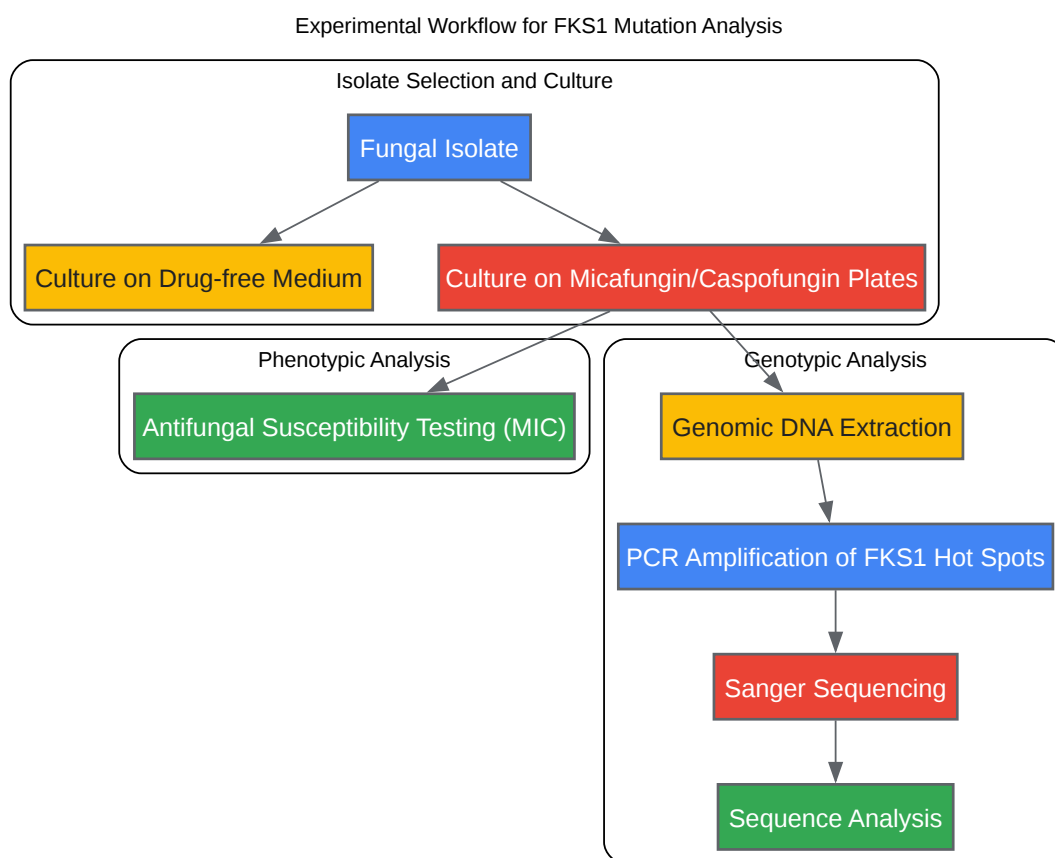 Experimental Workflow for FKS1 Mutation Analysis
Isolate Selection and Culture
Fungal Isolate
Culture on Drug-free Medium
Culture on Micafungin/Caspofungin Plates
Phenotypic Analysis
Antifungal Susceptibility Testing (MIC)
Genotypic Analysis
Genomic DNA Extraction
PCR Amplification of FKS1 Hot Spots
Sanger Sequencing
Sequence Analysis